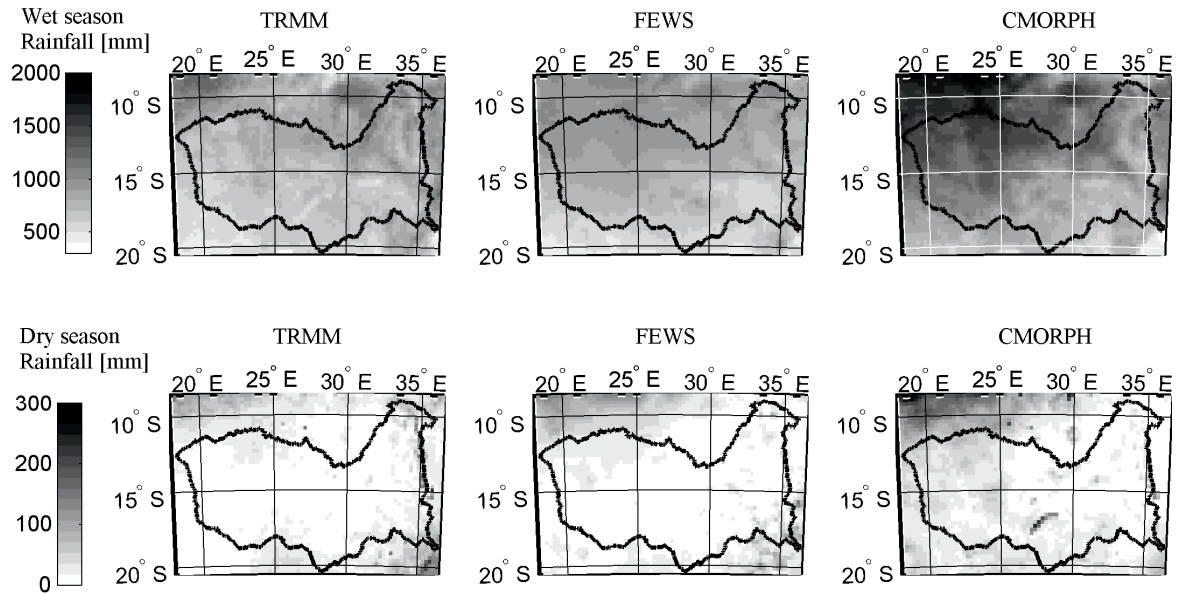 Wet season
Rainfall [mm]
TRMM
FEWS
CMORPH
20° E 25° E 30° E 35° E
20° E 25° E 30° E 35° E
20° E 25° E 30° E 35° E
2000
1500
1000
500
10° S
15° S
20° S
10° S
15° S
20° S
10° S
15° S
20° S
Dry season
Rainfall [mm]
TRMM
FEWS
CMORPH
20° E 25° E 30° E 35° E
20° E 25° E 30° E 35° E
20° E 25° E 30° E 35° E
300
200
100
0
10° S
15° S
20° S
10° S
15° S
20° S
10° S
15° S
20° S